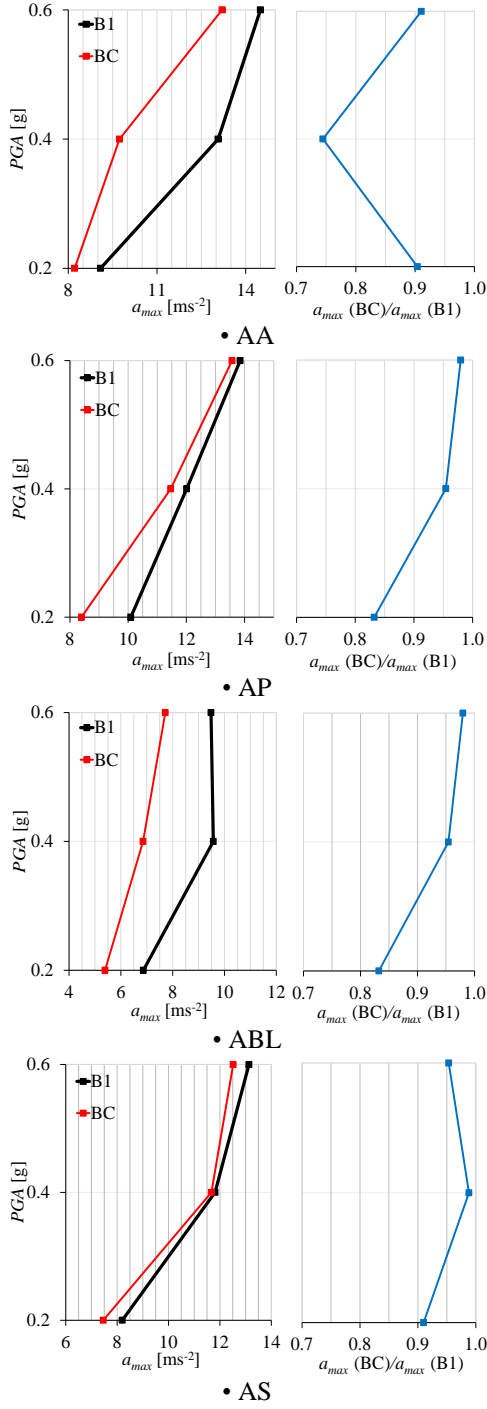 0.6
B1
BC
0.4
PGA [g]
0.2
8 11 14
a_max [ms-2]
0.7 0.8 0.9 1.0
a_max (BC)/a_max (B1)
• AA
0.6
B1
BC
0.4
PGA [g]
0.2
8 10 12 14
a_max [ms-2]
0.7 0.8 0.9 1
a_max (BC)/a_max (B1)
• AP
0.6
B1
BC
0.4
PGA [g]
0.2
4 6 8 10 12
a_max [ms-2]
0.7 0.8 0.9 1.0
a_max (BC)/a_max (B1)
• ABL
0.6
B1
BC
0.4
PGA [g]
0.2
6 8 10 12 14
a_max [ms-2]
0.7 0.8 0.9 1.0
a_max (BC)/a_max (B1)
• AS